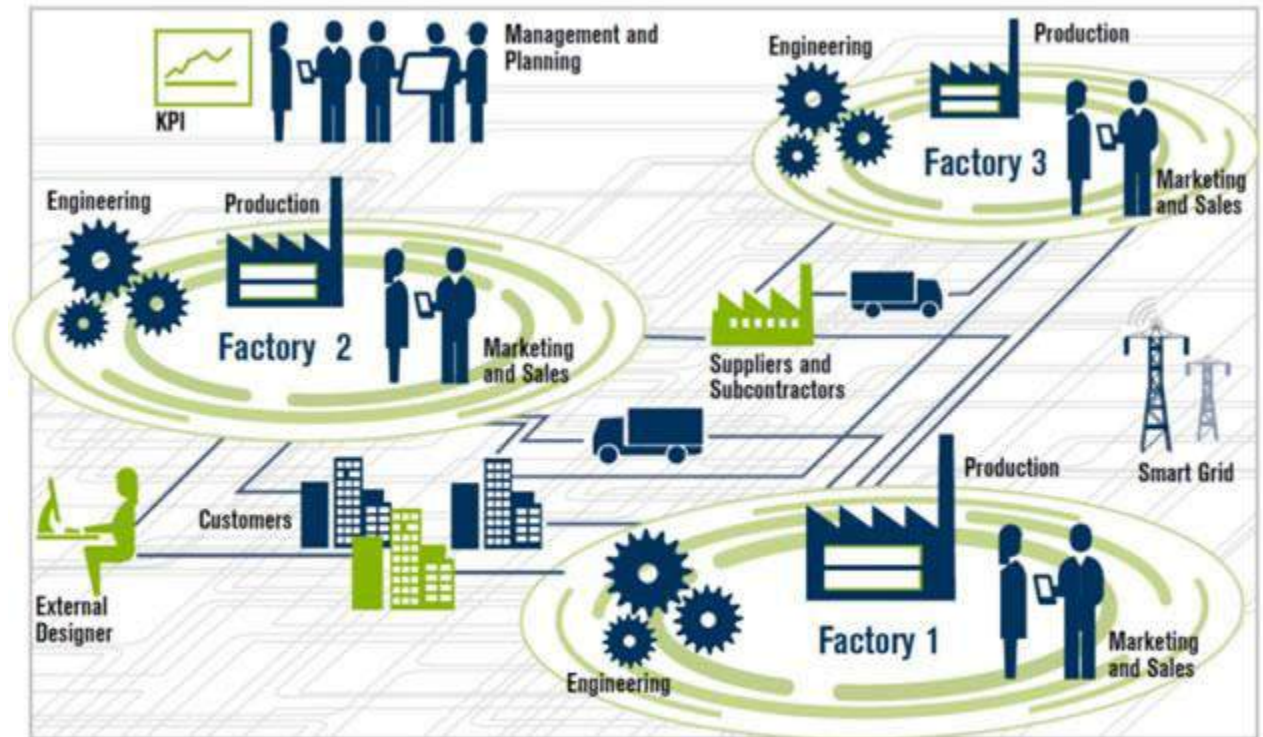 Management and
Planning
KPI
Engineering
Production
Factory 3
Marketing
and Sales
Engineering
Production
Factory 2
Marketing
and Sales
Suppliers and
Subcontractors
Smart Grid
Customers
External
Designer
Production
Factory 1
Engineering
Marketing
and Sales